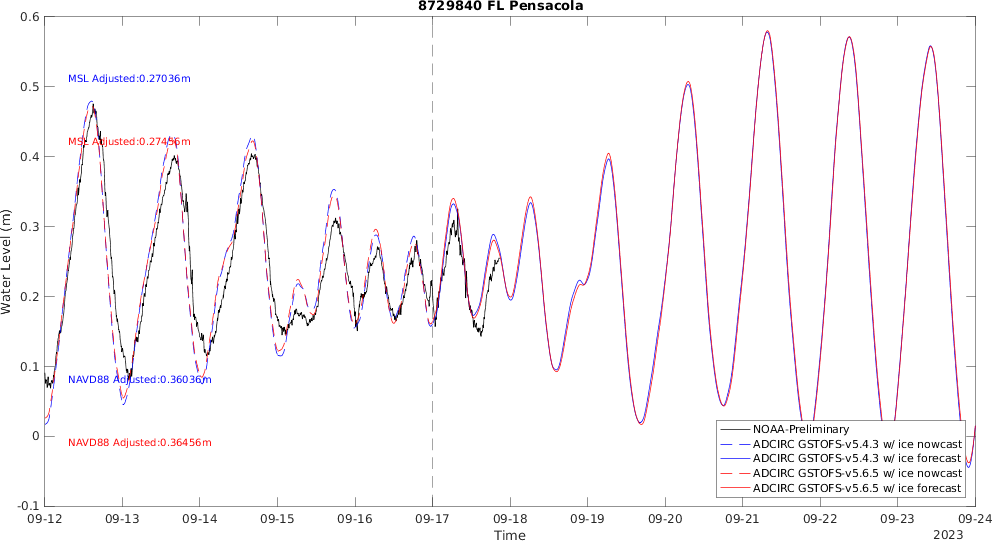 8729840 FL Pensacola
0.6
0.5
0.4
0.3
0.2
0.1
0
-0.1
Water Level (m)
MSL Adjusted:0.27036m
MSL Adjusted:0.27456m
NAVD88 Adjusted:0.36036m
NAVD88 Adjusted:0.36456m
NOAA-Preliminary
ADCIRC GSTOFS-v5.4.3 w/ ice nowcast
ADCIRC GSTOFS-v5.4.3 w/ ice forecast
ADCIRC GSTOFS-v5.6.5 w/ ice nowcast
ADCIRC GSTOFS-v5.6.5 w/ ice forecast
09-12 09-13 09-14 09-15 09-16 09-17 09-18 09-19 09-20 09-21 09-22 09-23 09-24
Time
2023